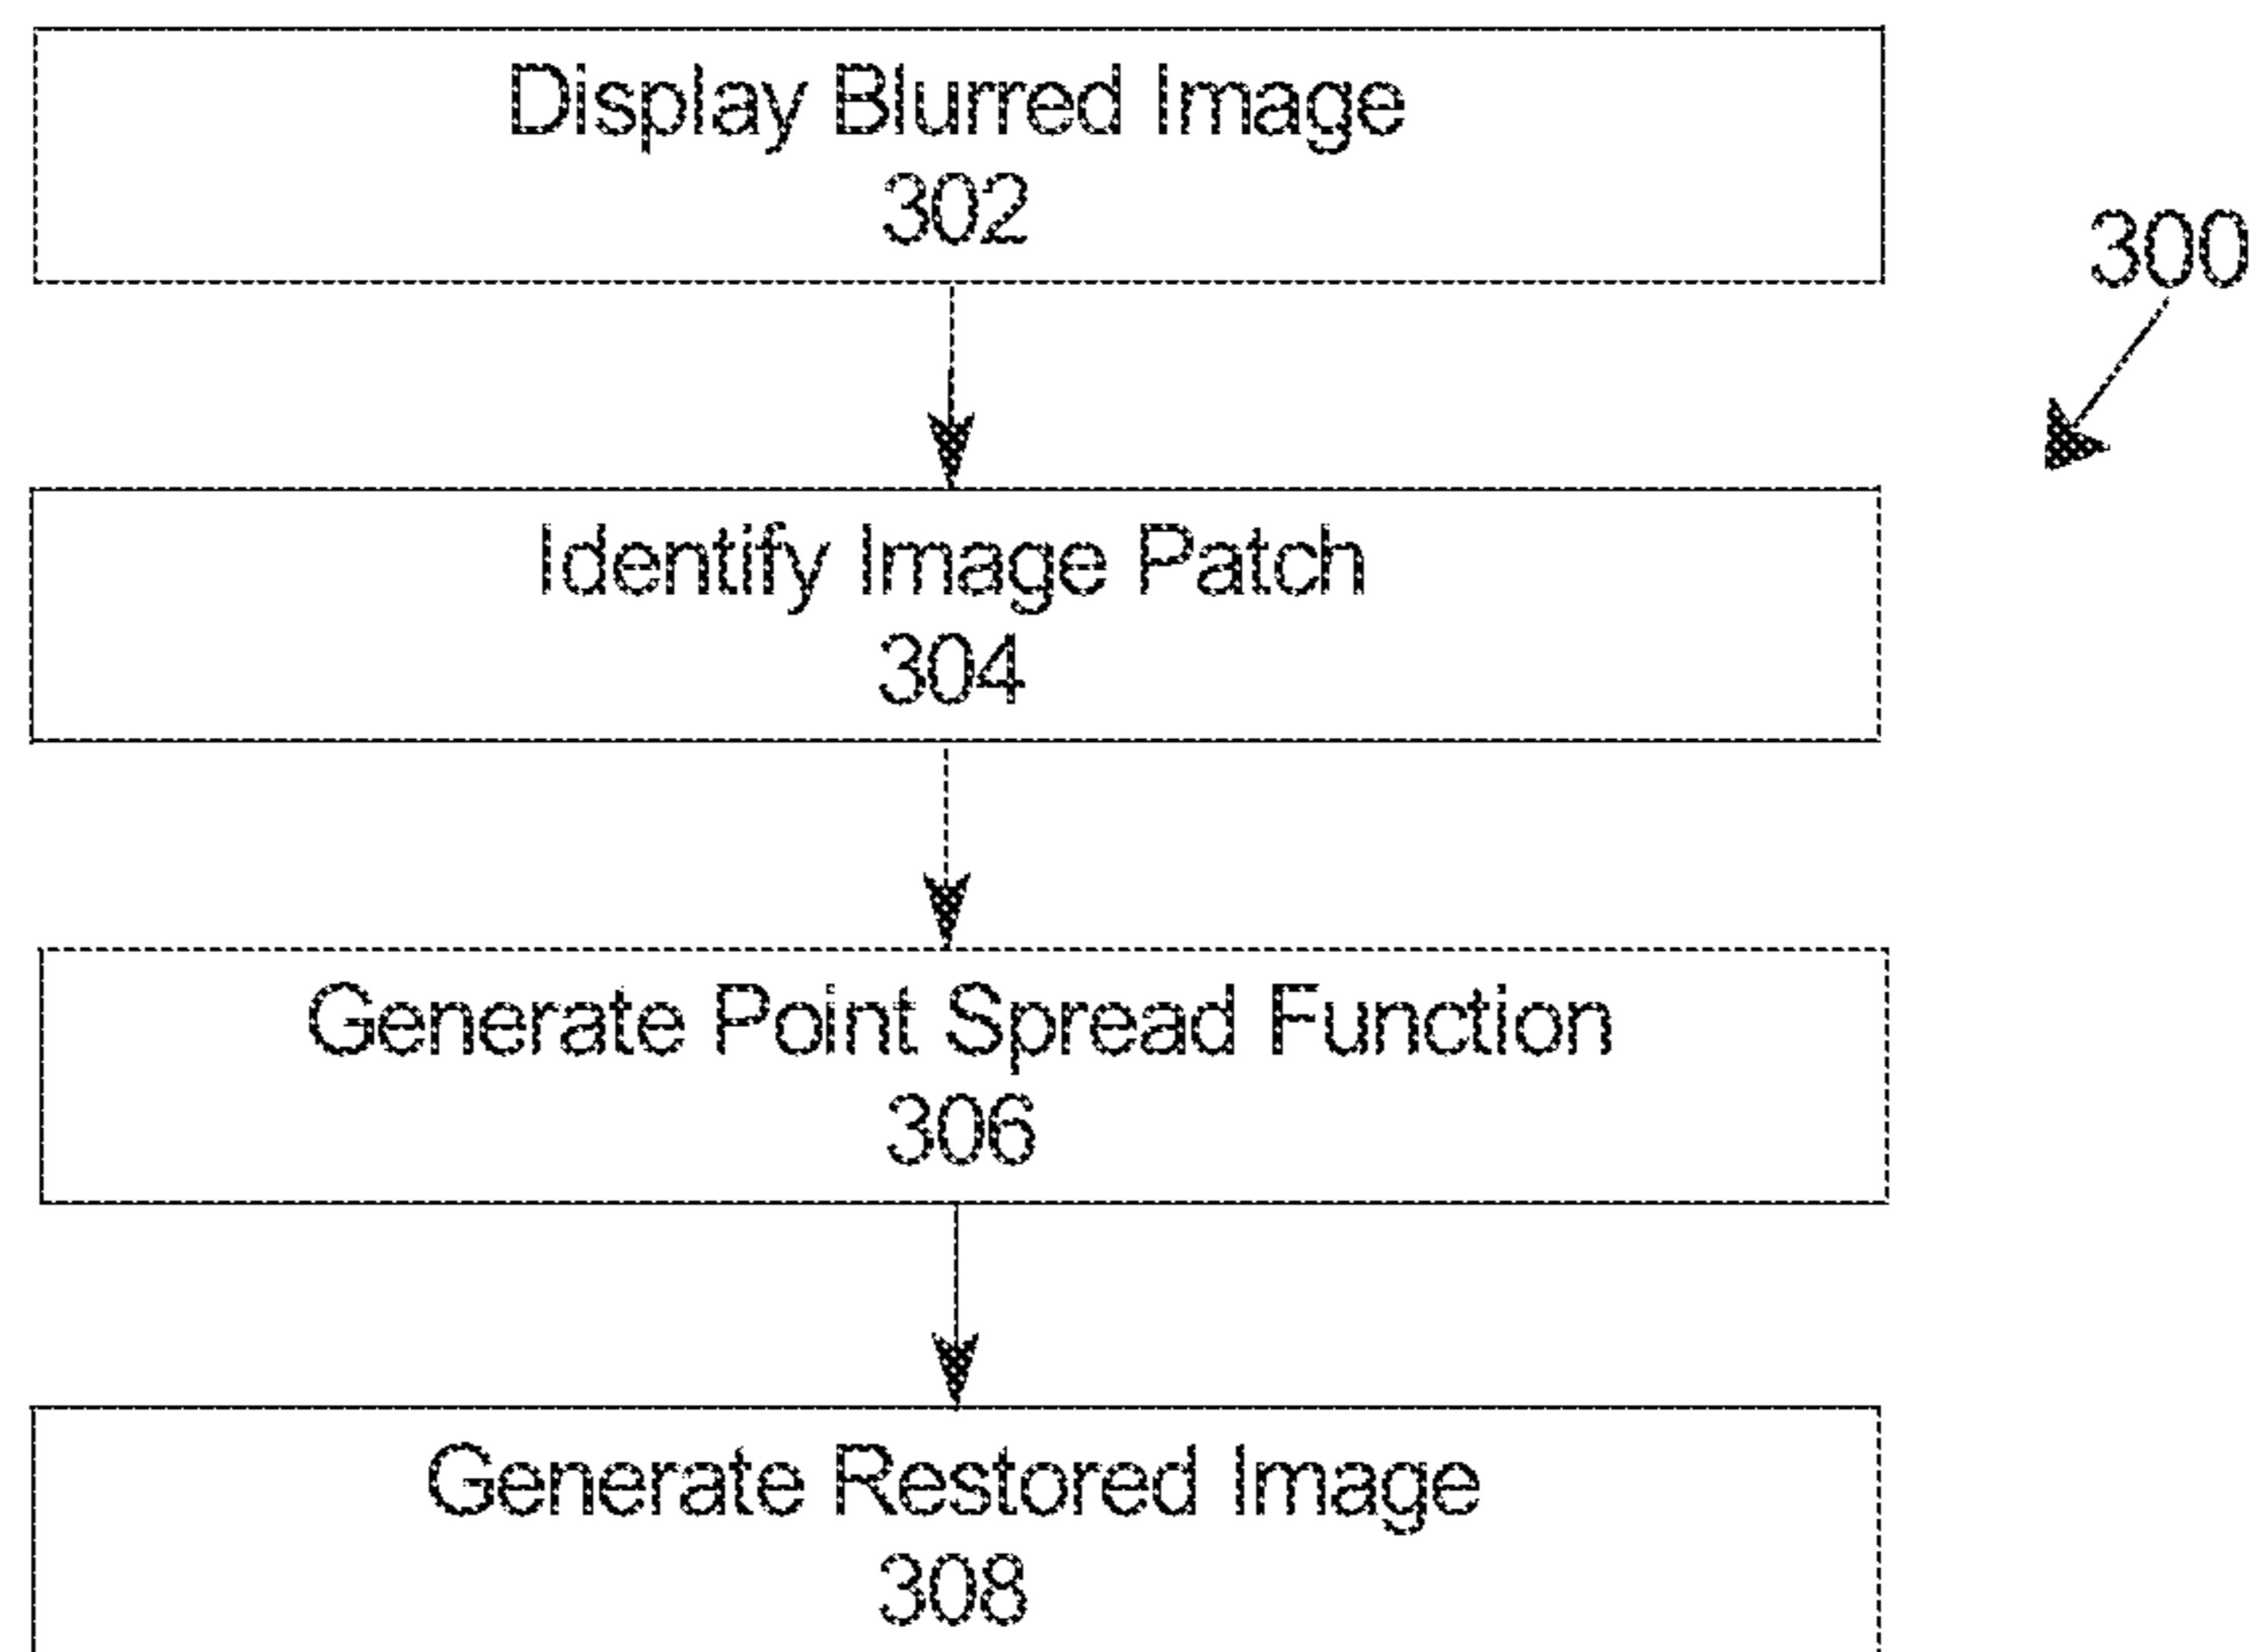 Display Blurred Image
302
300
Identify Image Patch
304
Generate Point Spread Function
306
Generate Restored Image
308